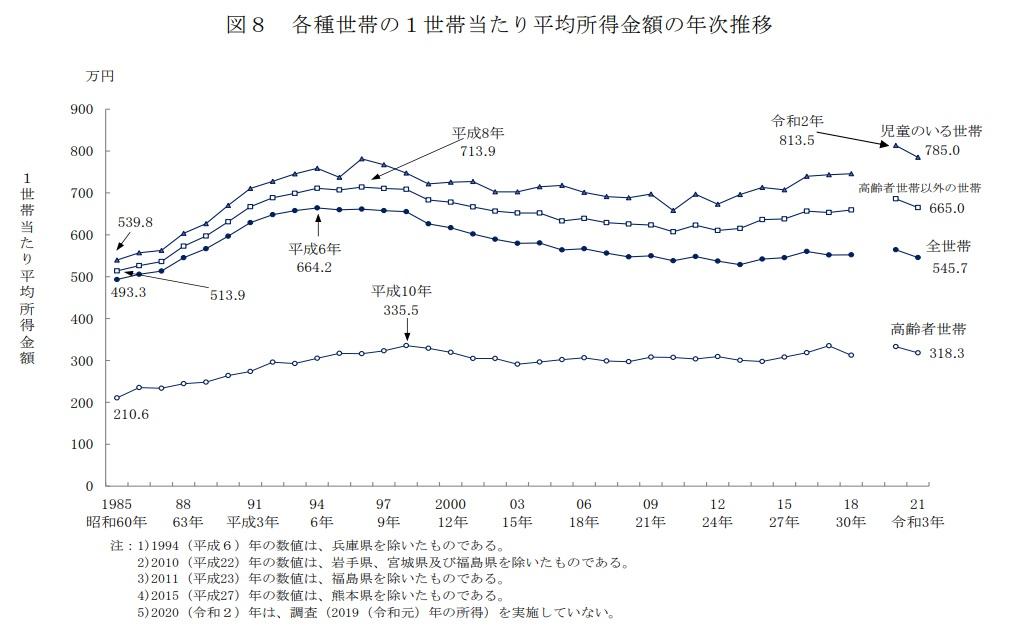 図８　各種世帯の１世帯当たり平均所得金額の年次推移
万円
１世帯当たり平均所得金額
900
800
700
600
500
400
300
200
100
0
539.8
493.3
513.9
210.6
平成6年
664.2
平成8年
713.9
平成10年
335.5
令和2年
813.5
児童のいる世帯
785.0
高齢者世帯以外の世帯
665.0
全世帯
545.7
高齢者世帯
318.3
1985 88 91 94 97 2000 03 06 09 12 15 18 21
昭和60年 63年 平成3年 6年 9年 12年 15年 18年 21年 24年 27年 30年 令和3年
注：1)1994（平成６）年の数値は、兵庫県を除いたものである。
2)2010（平成22）年の数値は、岩手県、宮城県及び福島県を除いたものである。
3)2011（平成23）年の数値は、福島県を除いたものである。
4)2015（平成27）年の数値は、熊本県を除いたものである。
5)2020（令和２）年は、調査（2019（令和元）年の所得）を実施していない。